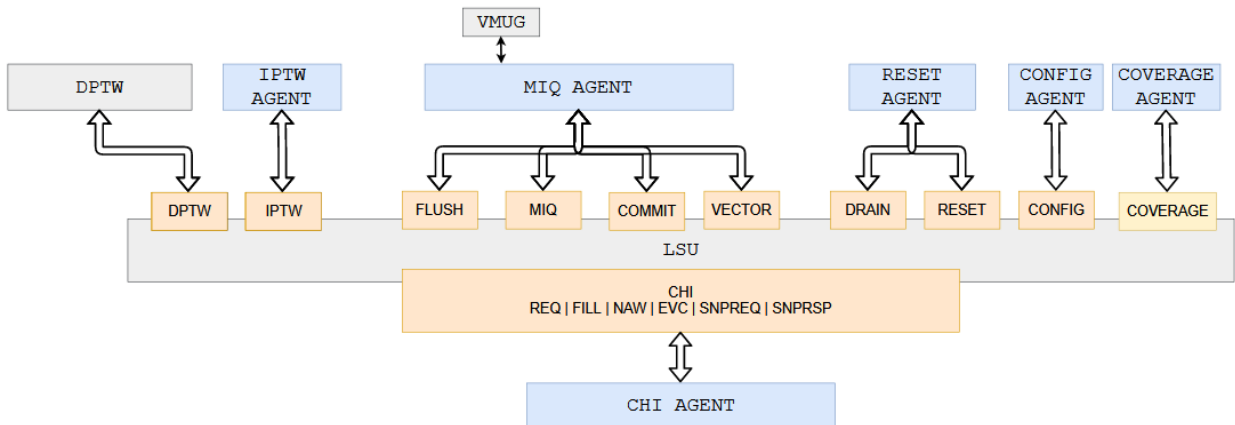 VMUG
DPTW
IPTW
AGENT
MIQ AGENT
RESET
AGENT
CONFIG
AGENT
COVERAGE
AGENT
DPTW
IPTW
FLUSH
MIQ
COMMIT
VECTOR
DRAIN
RESET
CONFIG
COVERAGE
LSU
CHI
REQ | FILL | NAW | EVC | SNPREQ | SNPRSP
CHI AGENT